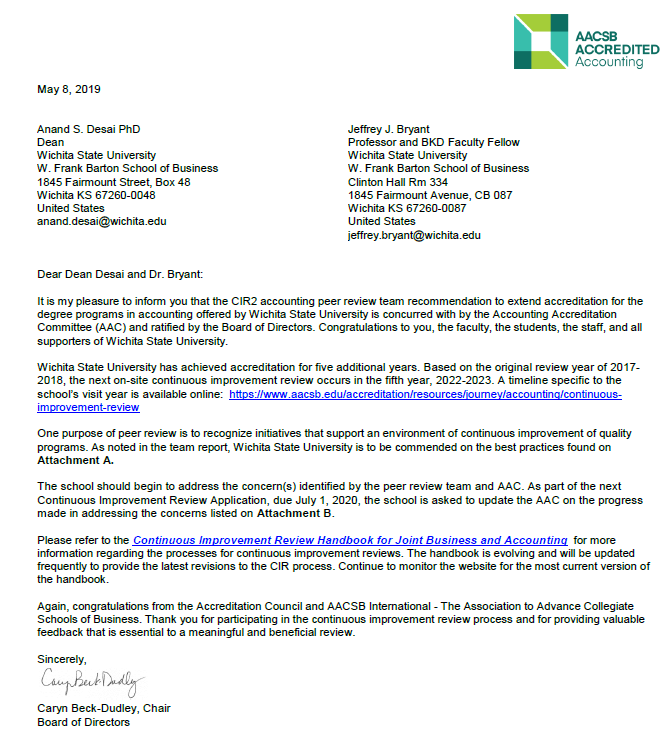 AACSB
ACCREDITED
Accounting
May 8, 2019
Anand S. Desai PhD
Dean
Wichita State University
W. Frank Barton School of Business
1845 Fairmount Street, Box 48
Wichita KS 67260-0048
United States
anand.desai@wichita.edu
Jeffrey J. Bryant
Professor and BKD Faculty Fellow
Wichita State University
W. Frank Barton School of Business
Clinton Hall Rm 334
1845 Fairmount Avenue, CB 087
Wichita KS 67260-0087
United States
jeffrey.bryant@wichita.edu
Dear Dean Desai and Dr. Bryant:
It is my pleasure to inform you that the CIR2 accounting peer review team recommendation to extend accreditation for the
degree programs in accounting offered by Wichita State University is concurred with by the Accounting Accreditation
Committee (AAC) and ratified by the Board of Directors. Congratulations to you, the faculty, the students, the staff, and all
supporters of Wichita State University.
Wichita State University has achieved accreditation for five additional years. Based on the original review year of 2017-
2018, the next on-site continuous improvement review occurs in the fifth year, 2022-2023. A timeline specific to the
school's visit year is available online: https://www.aacsb.edu/accreditation/resources/journey/accounting/continuous-
improvement-review
One purpose of peer review is to recognize initiatives that support an environment of continuous improvement of quality
programs. As noted in the team report, Wichita State University is to be commended on the best practices found on
Attachment A.
The school should begin to address the concern(s) identified by the peer review team and AAC. As part of the next
Continuous Improvement Review Application, due July 1, 2020, the school is asked to update the AAC on the progress
made in addressing the concerns listed on Attachment B.
Please refer to the Continuous Improvement Review Handbook for Joint Business and Accounting for more
information regarding the processes for continuous improvement reviews. The handbook is evolving and will be updated
frequently to provide the latest revisions to the CIR process. Continue to monitor the website for the most current version of
the handbook.
Again, congratulations from the Accreditation Council and AACSB International - The Association to Advance Collegiate
Schools of Business. Thank you for participating in the continuous improvement review process and for providing valuable
feedback that is essential to a meaningful and beneficial review.
Sincerely,
Caryn Beck-Dudley
Caryn Beck-Dudley, Chair
Board of Directors